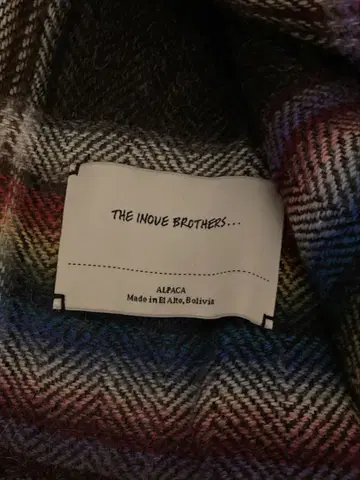 THE INOUE BROTHERS...
ALPACA
Made in El Alto, Bolivia